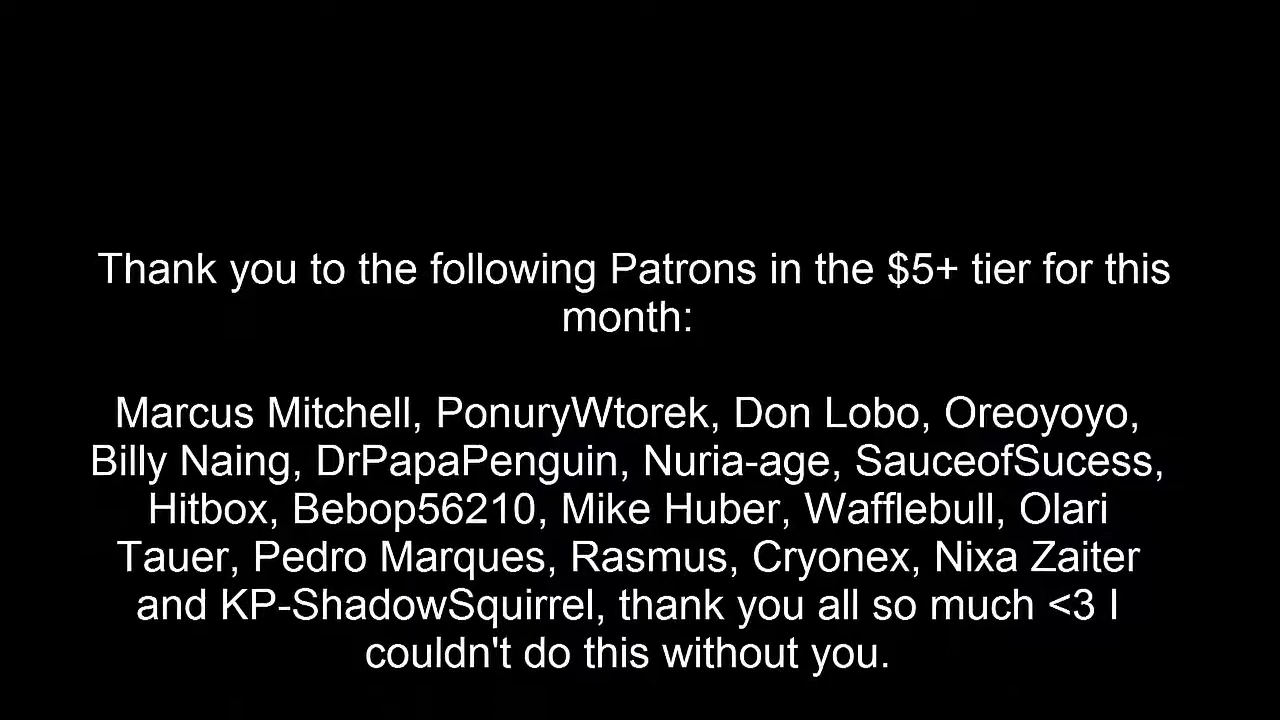 Thank you to the following Patrons in the $5+ tier for this
month:
Marcus Mitchell, PonuryWtorek, Don Lobo, Oreoyoyo,
Billy Naing, DrPapaPenguin, Nuria-age, SauceofSucess,
Hitbox, Bebop56210, Mike Huber, Wafflebull, Olari
Tauer, Pedro Marques, Rasmus, Cryonex, Nixa Zaiter
and KP-ShadowSquirrel, thank you all so much <3 I
couldn't do this without you.